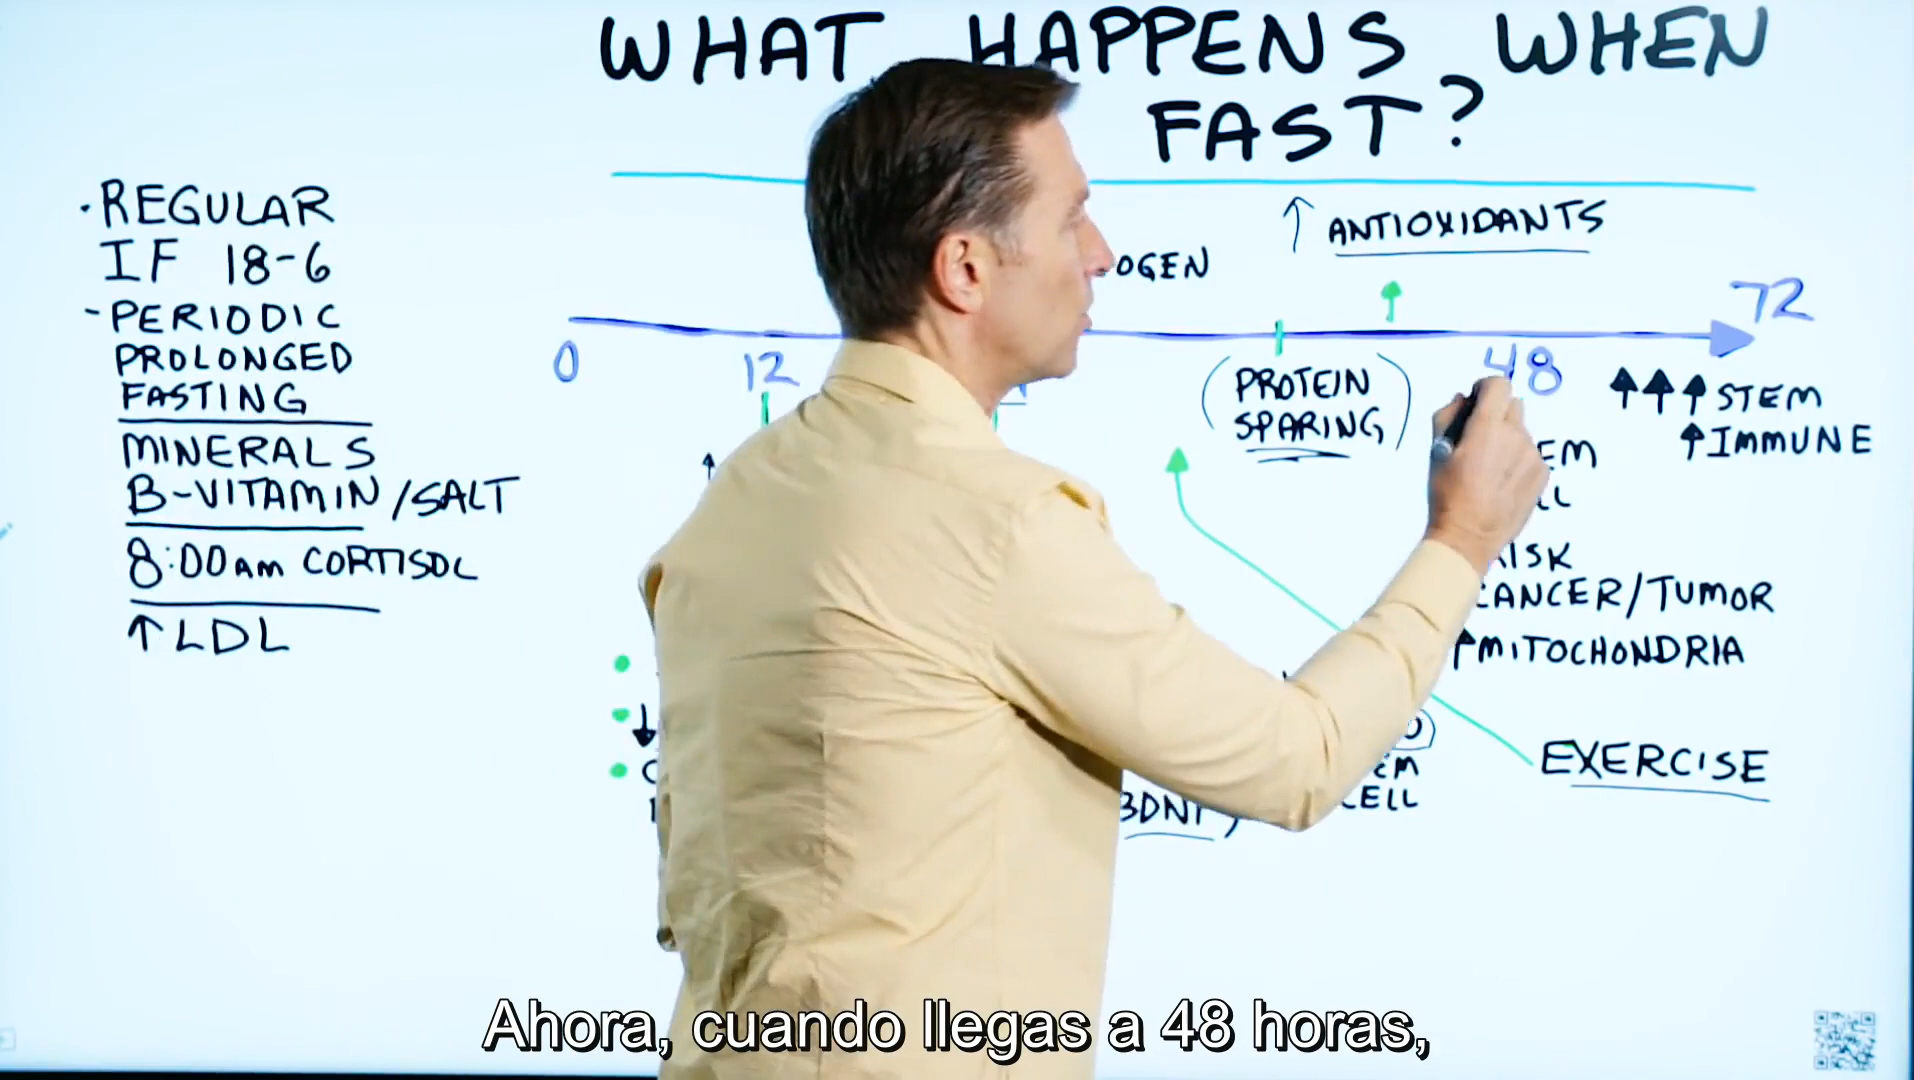 WHAT HAPPENS WHEN
FAST?
· REGULAR
IF 18-6
- PERIODIC
PROLONGED
FASTING
MINERALS
B-VITAMIN/SALT
8:00am CORTISOL
↑LDL
↑ ANTIOXIDANTS
72
0
12
48
(PROTEIN
SPARING)
↑↑↑ STEM
↑IMMUNE
CANCER/TUMOR
↑MITOCHONDRIA
EXERCISE
Ahora, cuando llegas a 48 horas,